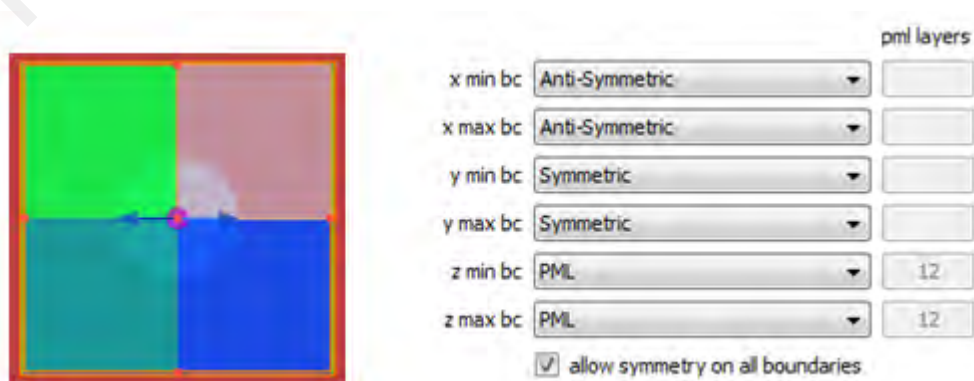 pml layers
x min bc Anti-Symmetric
x max bc Anti-Symmetric
y min bc Symmetric
y max bc Symmetric
z min bc PML 12
z max bc PML 12
allow symmetry on all boundaries